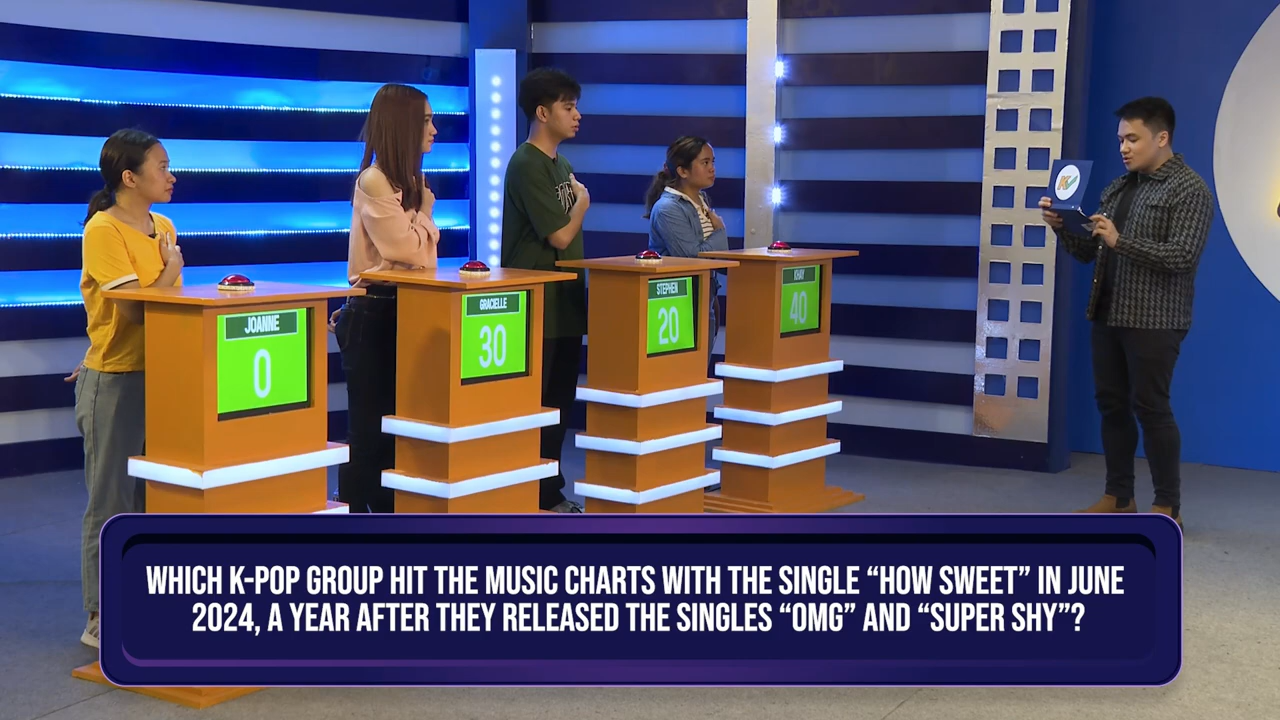 JOANNE
0
GRACIELLE
30
STEPHEN
20
KHAY
40
K
WHICH K-POP GROUP HIT THE MUSIC CHARTS WITH THE SINGLE “HOW SWEET” IN JUNE
2024, A YEAR AFTER THEY RELEASED THE SINGLES “OMG” AND “SUPER SHY”?